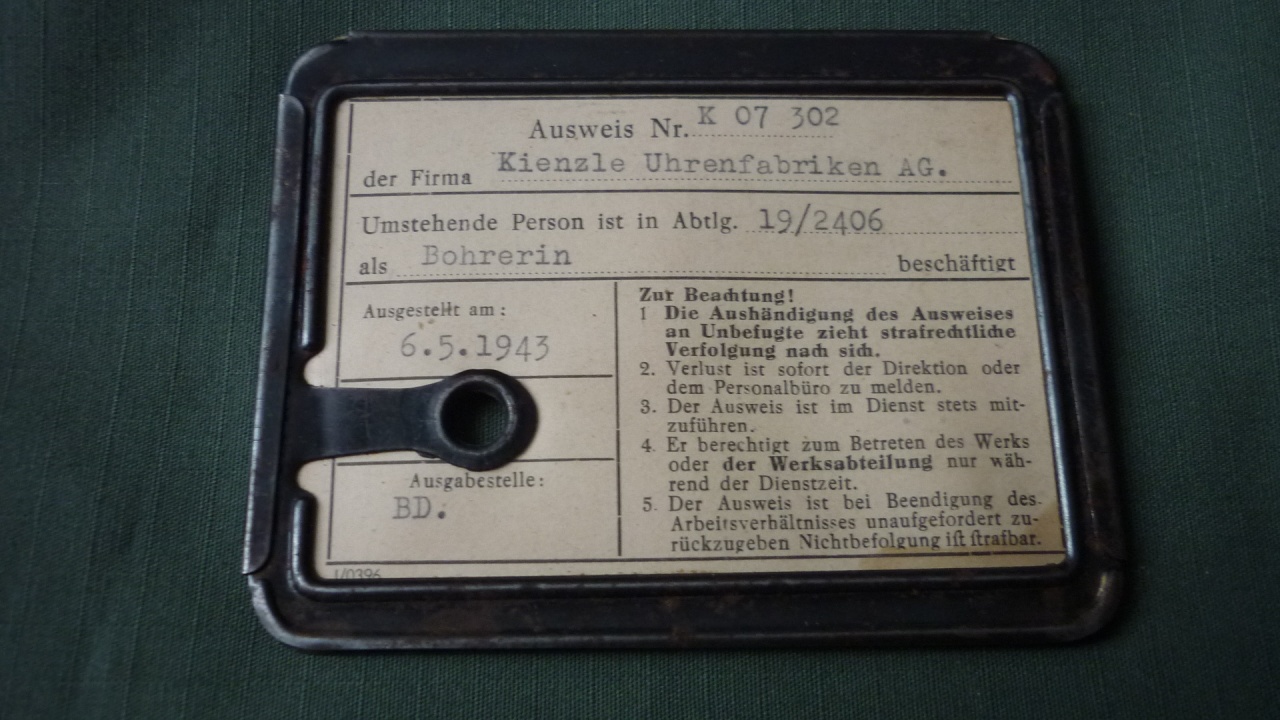 Ausweis Nr. K 07 302
der Firma Kienzle Uhrenfabriken AG.
Umstehende Person ist in Abtlg. 19/2406
als Bohrerin beschäftigt
Ausgestellt am:
6.5.1943
Ausgabestelle:
BD.
Zur Beachtung!
1 Die Aushändigung des Ausweises
an Unbefugte zieht strafrechtliche
Verfolgung nach sich.
2. Verlust ist sofort der Direktion oder
dem Personalbüro zu melden.
3. Der Ausweis ist im Dienst stets mit-
zuführen.
4. Er berechtigt zum Betreten des Werks
oder der Werksabteilung nur wäh-
rend der Dienstzeit.
5. Der Ausweis ist bei Beendigung des
Arbeitsverhältnisses unaufgefordert zu-
rückzugeben Nichtbefolgung iſt ſtrafbar.